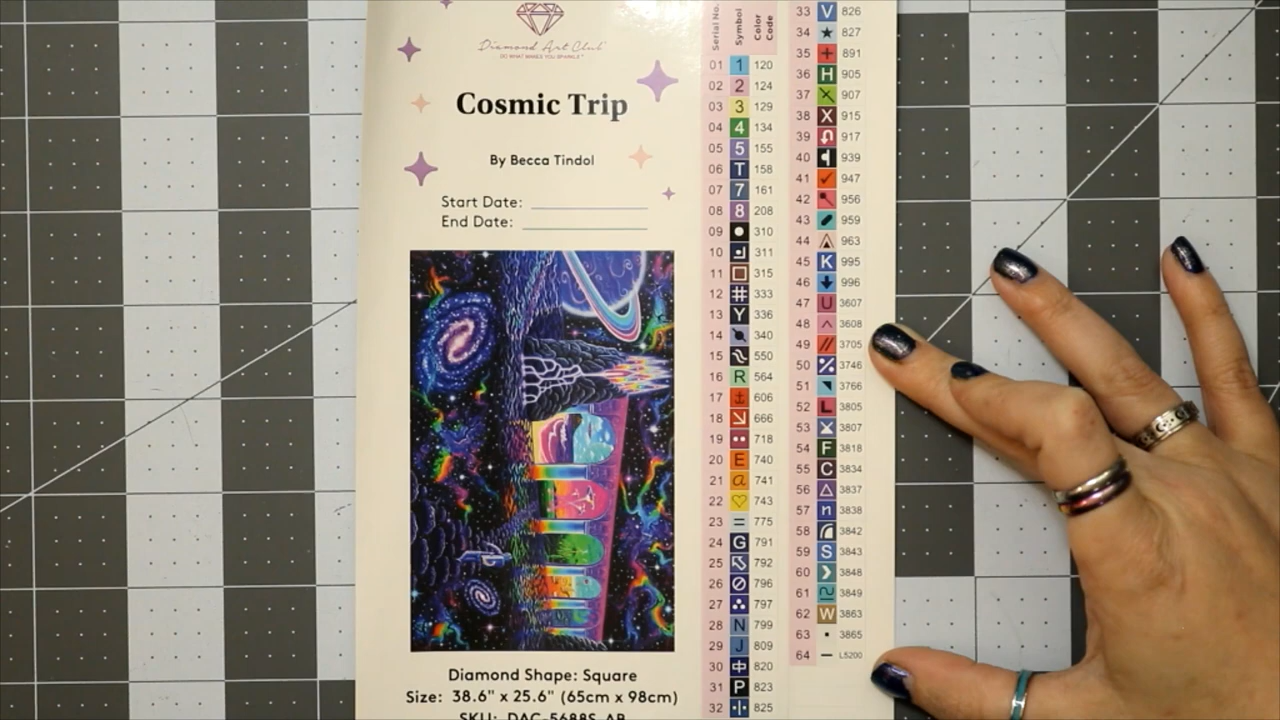 Diamond Art Club
Cosmic Trip
By Becca Tindol
Start Date:
End Date:
Diamond Shape: Square
Size: 38.6" x 25.6" (65cm x 98cm)
SKU: DAC-5688S-AB
Serial No. Symbol Color Code
01 1 120
02 2 124
03 3 129
04 4 134
05 5 155
06 T 158
07 7 161
08 8 208
09 310
10 311
11 315
12 # 333
13 Y 336
14 340
15 550
16 R 564
17 606
18 666
19 718
20 E 740
21 a 741
22 743
23 = 775
24 G 791
25 792
26 796
27 797
28 N 799
29 J 809
30 820
31 P 823
32 825
33 V 826
34 ★ 827
35 + 891
36 H 905
37 907
38 X 915
39 917
40 939
41 ✓ 947
42 956
43 959
44 963
45 K 995
46 996
47 U 3607
48 ^ 3608
49 // 3705
50 % 3746
51 3766
52 L 3805
53 3807
54 F 3818
55 C 3834
56 △ 3837
57 n 3838
58 3842
59 S 3843
60 3848
61 3849
62 W 3863
63 3865
64 – L5200